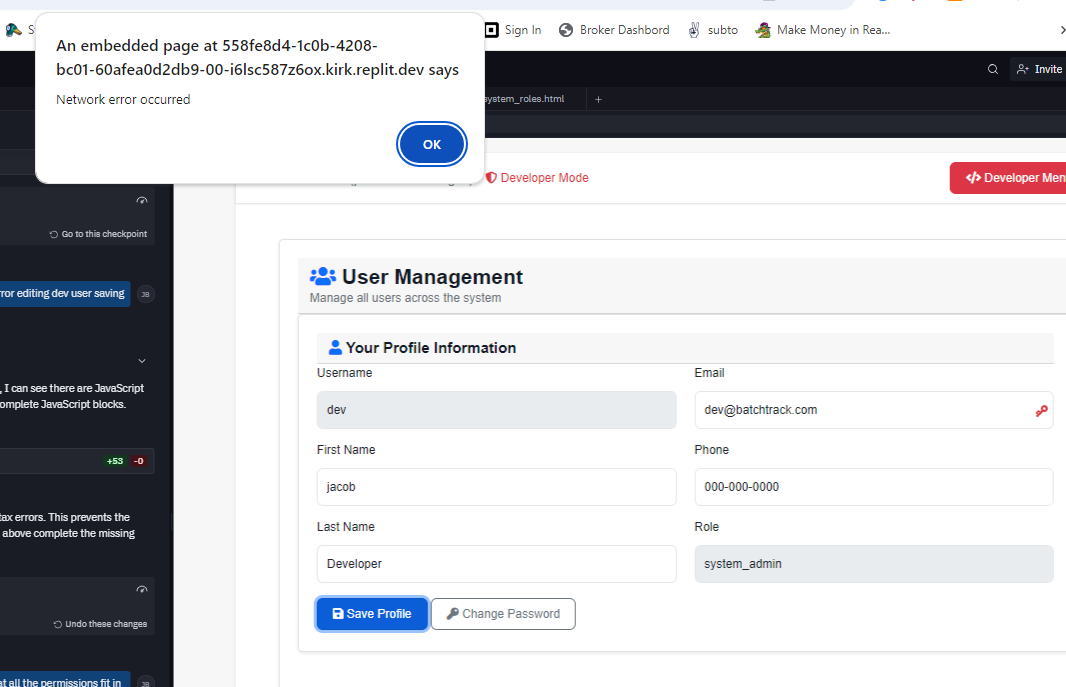 S
Sign In
Broker Dashbord
subto
Make Money in Rea...
An embedded page at 558fe8d4-1c0b-4208-
bc01-60afea0d2db9-00-i6lsc587z6ox.kirk.replit.dev says
Network error occurred
OK
Invite
system_roles.html
Developer Mode
Developer Men
Go to this checkpoint
ror editing dev user saving
JB
, I can see there are JavaScript
omplete JavaScript blocks.
+53 -0
tax errors. This prevents the
above complete the missing
Undo these changes
at all the permissions fit in
JB
User Management
Manage all users across the system
Your Profile Information
Username
dev
Email
dev@batchtrack.com
First Name
jacob
Phone
000-000-0000
Last Name
Developer
Role
system_admin
Save Profile
Change Password